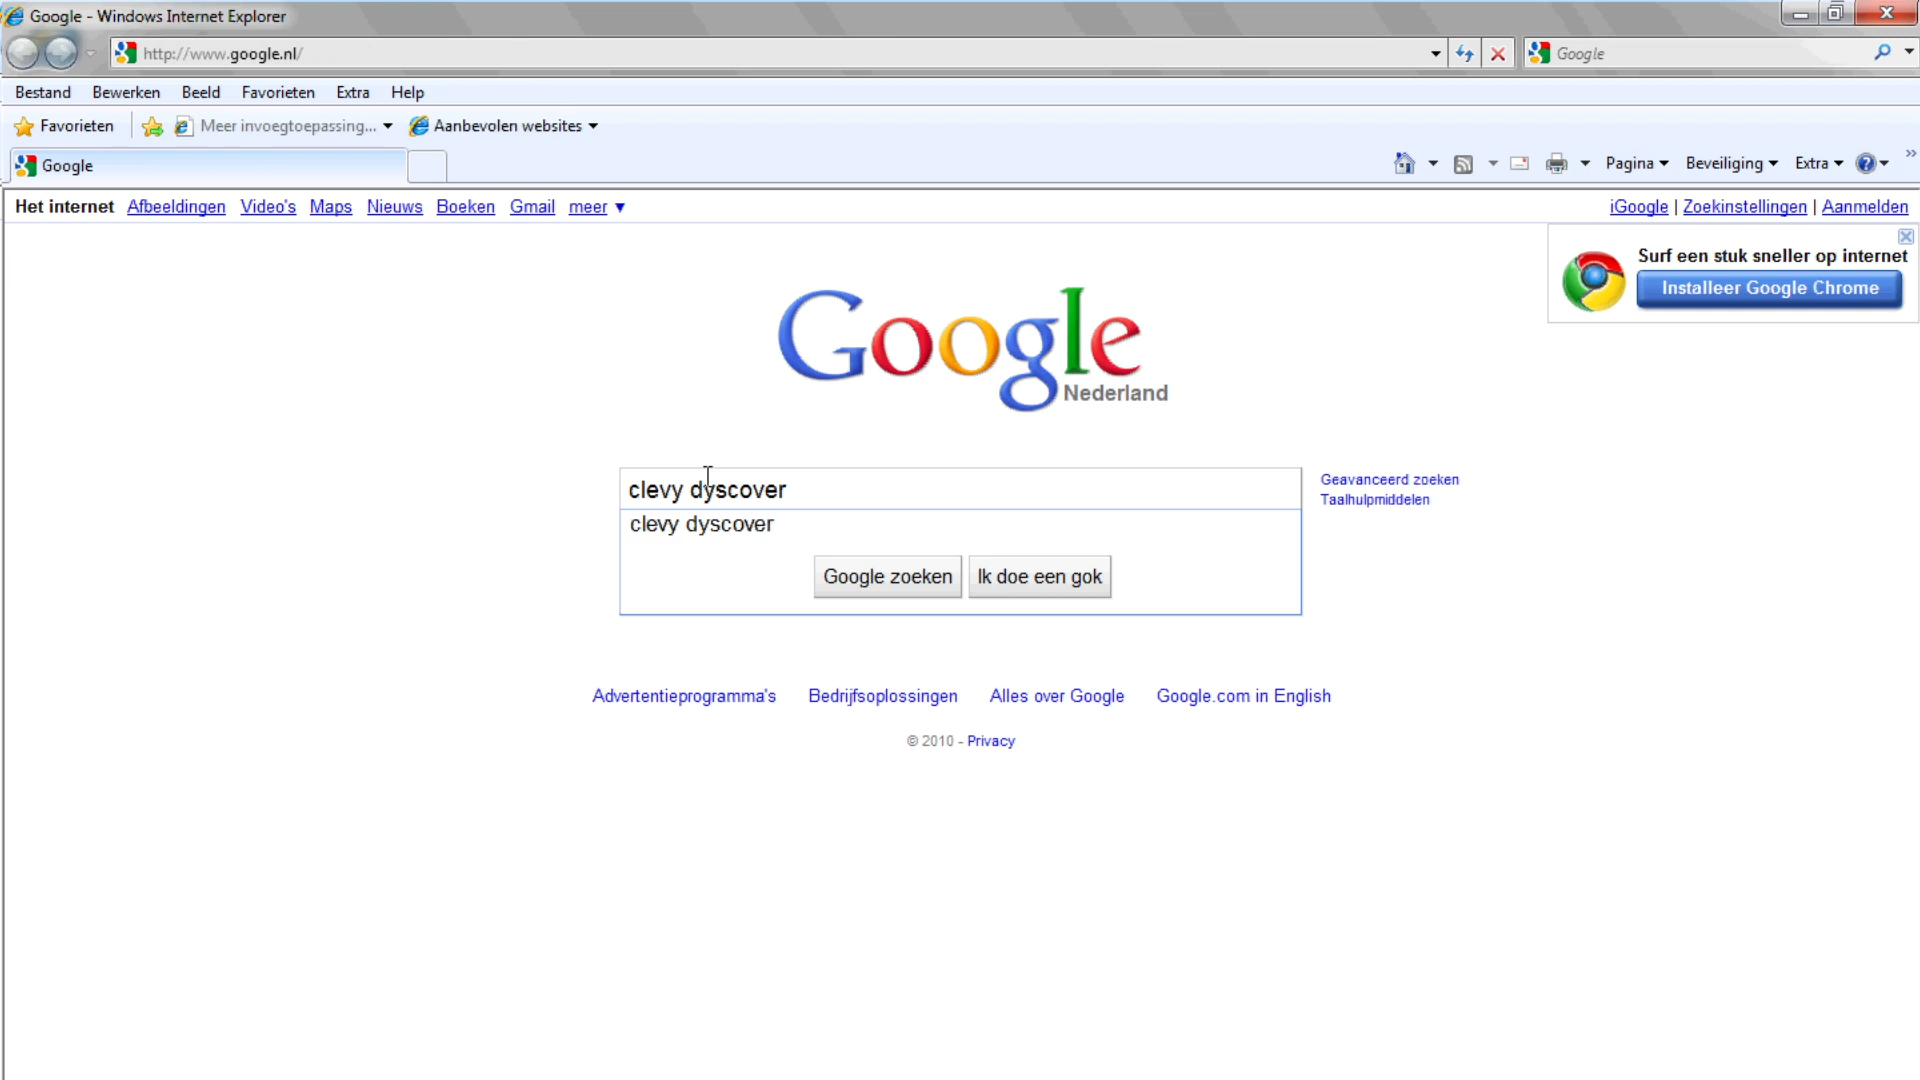 Google - Windows Internet Explorer
http://www.google.nl/
Google
Bestand Bewerken Beeld Favorieten Extra Help
Favorieten Meer invoegtoepassing... Aanbevolen websites
Google
Pagina Beveiliging Extra
Het internet Afbeeldingen Video's Maps Nieuws Boeken Gmail meer ▼
iGoogle | Zoekinstellingen | Aanmelden
Surf een stuk sneller op internet
Installeer Google Chrome
Google
Nederland
clevy dyscover
clevy dyscover
Geavanceerd zoeken
Taalhulpmiddelen
Google zoeken Ik doe een gok
Advertentieprogramma's Bedrijfsoplossingen Alles over Google Google.com in English
© 2010 - Privacy